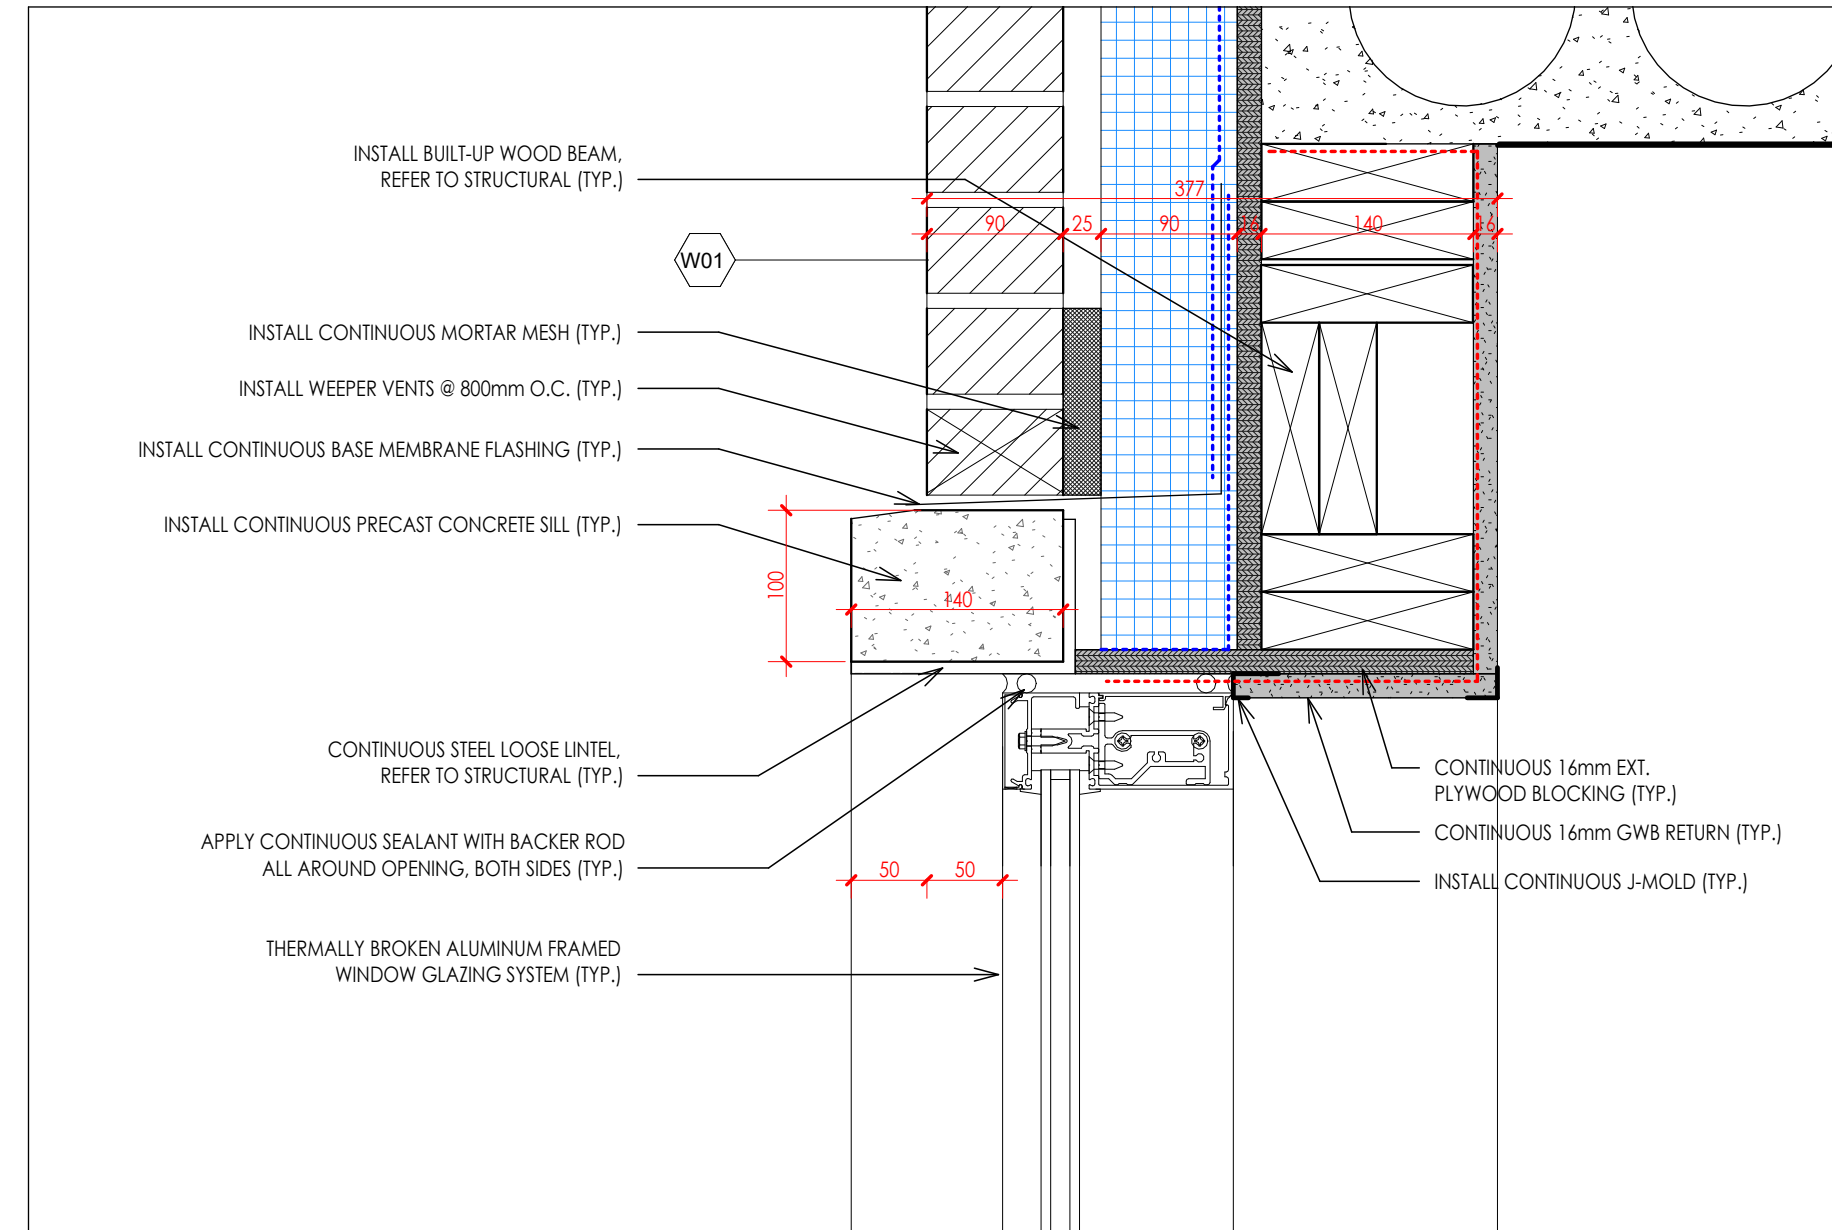 INSTALL BUILT-UP WOOD BEAM,
REFER TO STRUCTURAL (TYP.)
377
90
25
90
16
140
16
W01
INSTALL CONTINUOUS MORTAR MESH (TYP.)
INSTALL WEEPER VENTS @ 800mm O.C. (TYP.)
INSTALL CONTINUOUS BASE MEMBRANE FLASHING (TYP.)
INSTALL CONTINUOUS PRECAST CONCRETE SILL (TYP.)
100
140
CONTINUOUS STEEL LOOSE LINTEL,
REFER TO STRUCTURAL (TYP.)
CONTINUOUS 16mm EXT.
PLYWOOD BLOCKING (TYP.)
CONTINUOUS 16mm GWB RETURN (TYP.)
APPLY CONTINUOUS SEALANT WITH BACKER ROD
ALL AROUND OPENING, BOTH SIDES (TYP.)
50
50
INSTALL CONTINUOUS J-MOLD (TYP.)
THERMALLY BROKEN ALUMINUM FRAMED
WINDOW GLAZING SYSTEM (TYP.)